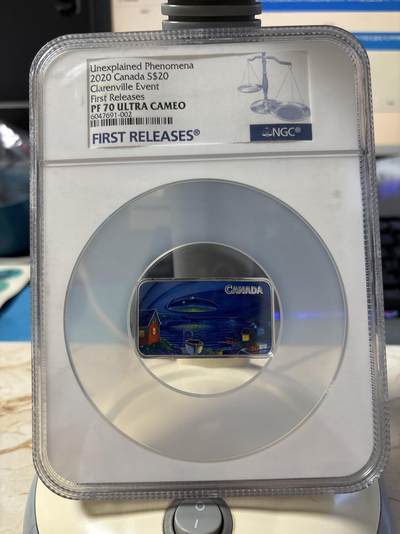 Unexplained Phenomena
2020 Canada S$20
Clarenville Event
First Releases
PF 70 ULTRA CAMEO
6047691-002
FIRST RELEASES®
NGC®
CANADA